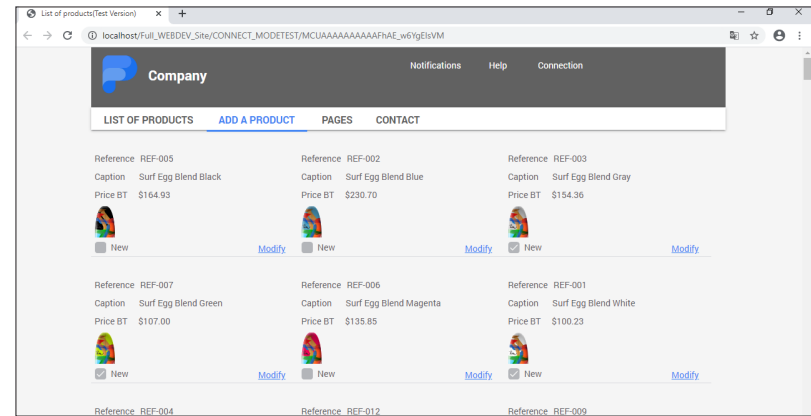 List of products(Test Version)
localhost/Full_WEBDEV_Site/CONNECT_MODETEST/MCUAAAAAAAAAAFhAE_w6YgEIsVM
Company
Notifications Help Connection
LIST OF PRODUCTS ADD A PRODUCT PAGES CONTACT
Reference REF-005 Reference REF-002 Reference REF-003
Caption Surf Egg Blend Black Caption Surf Egg Blend Blue Caption Surf Egg Blend Gray
Price BT $164.93 Price BT $230.70 Price BT $154.36
New Modify New Modify New Modify
Reference REF-007 Reference REF-006 Reference REF-001
Caption Surf Egg Blend Green Caption Surf Egg Blend Magenta Caption Surf Egg Blend White
Price BT $107.00 Price BT $135.85 Price BT $100.23
New Modify New Modify New Modify
Reference REF-004 Reference REF-012 Reference REF-009